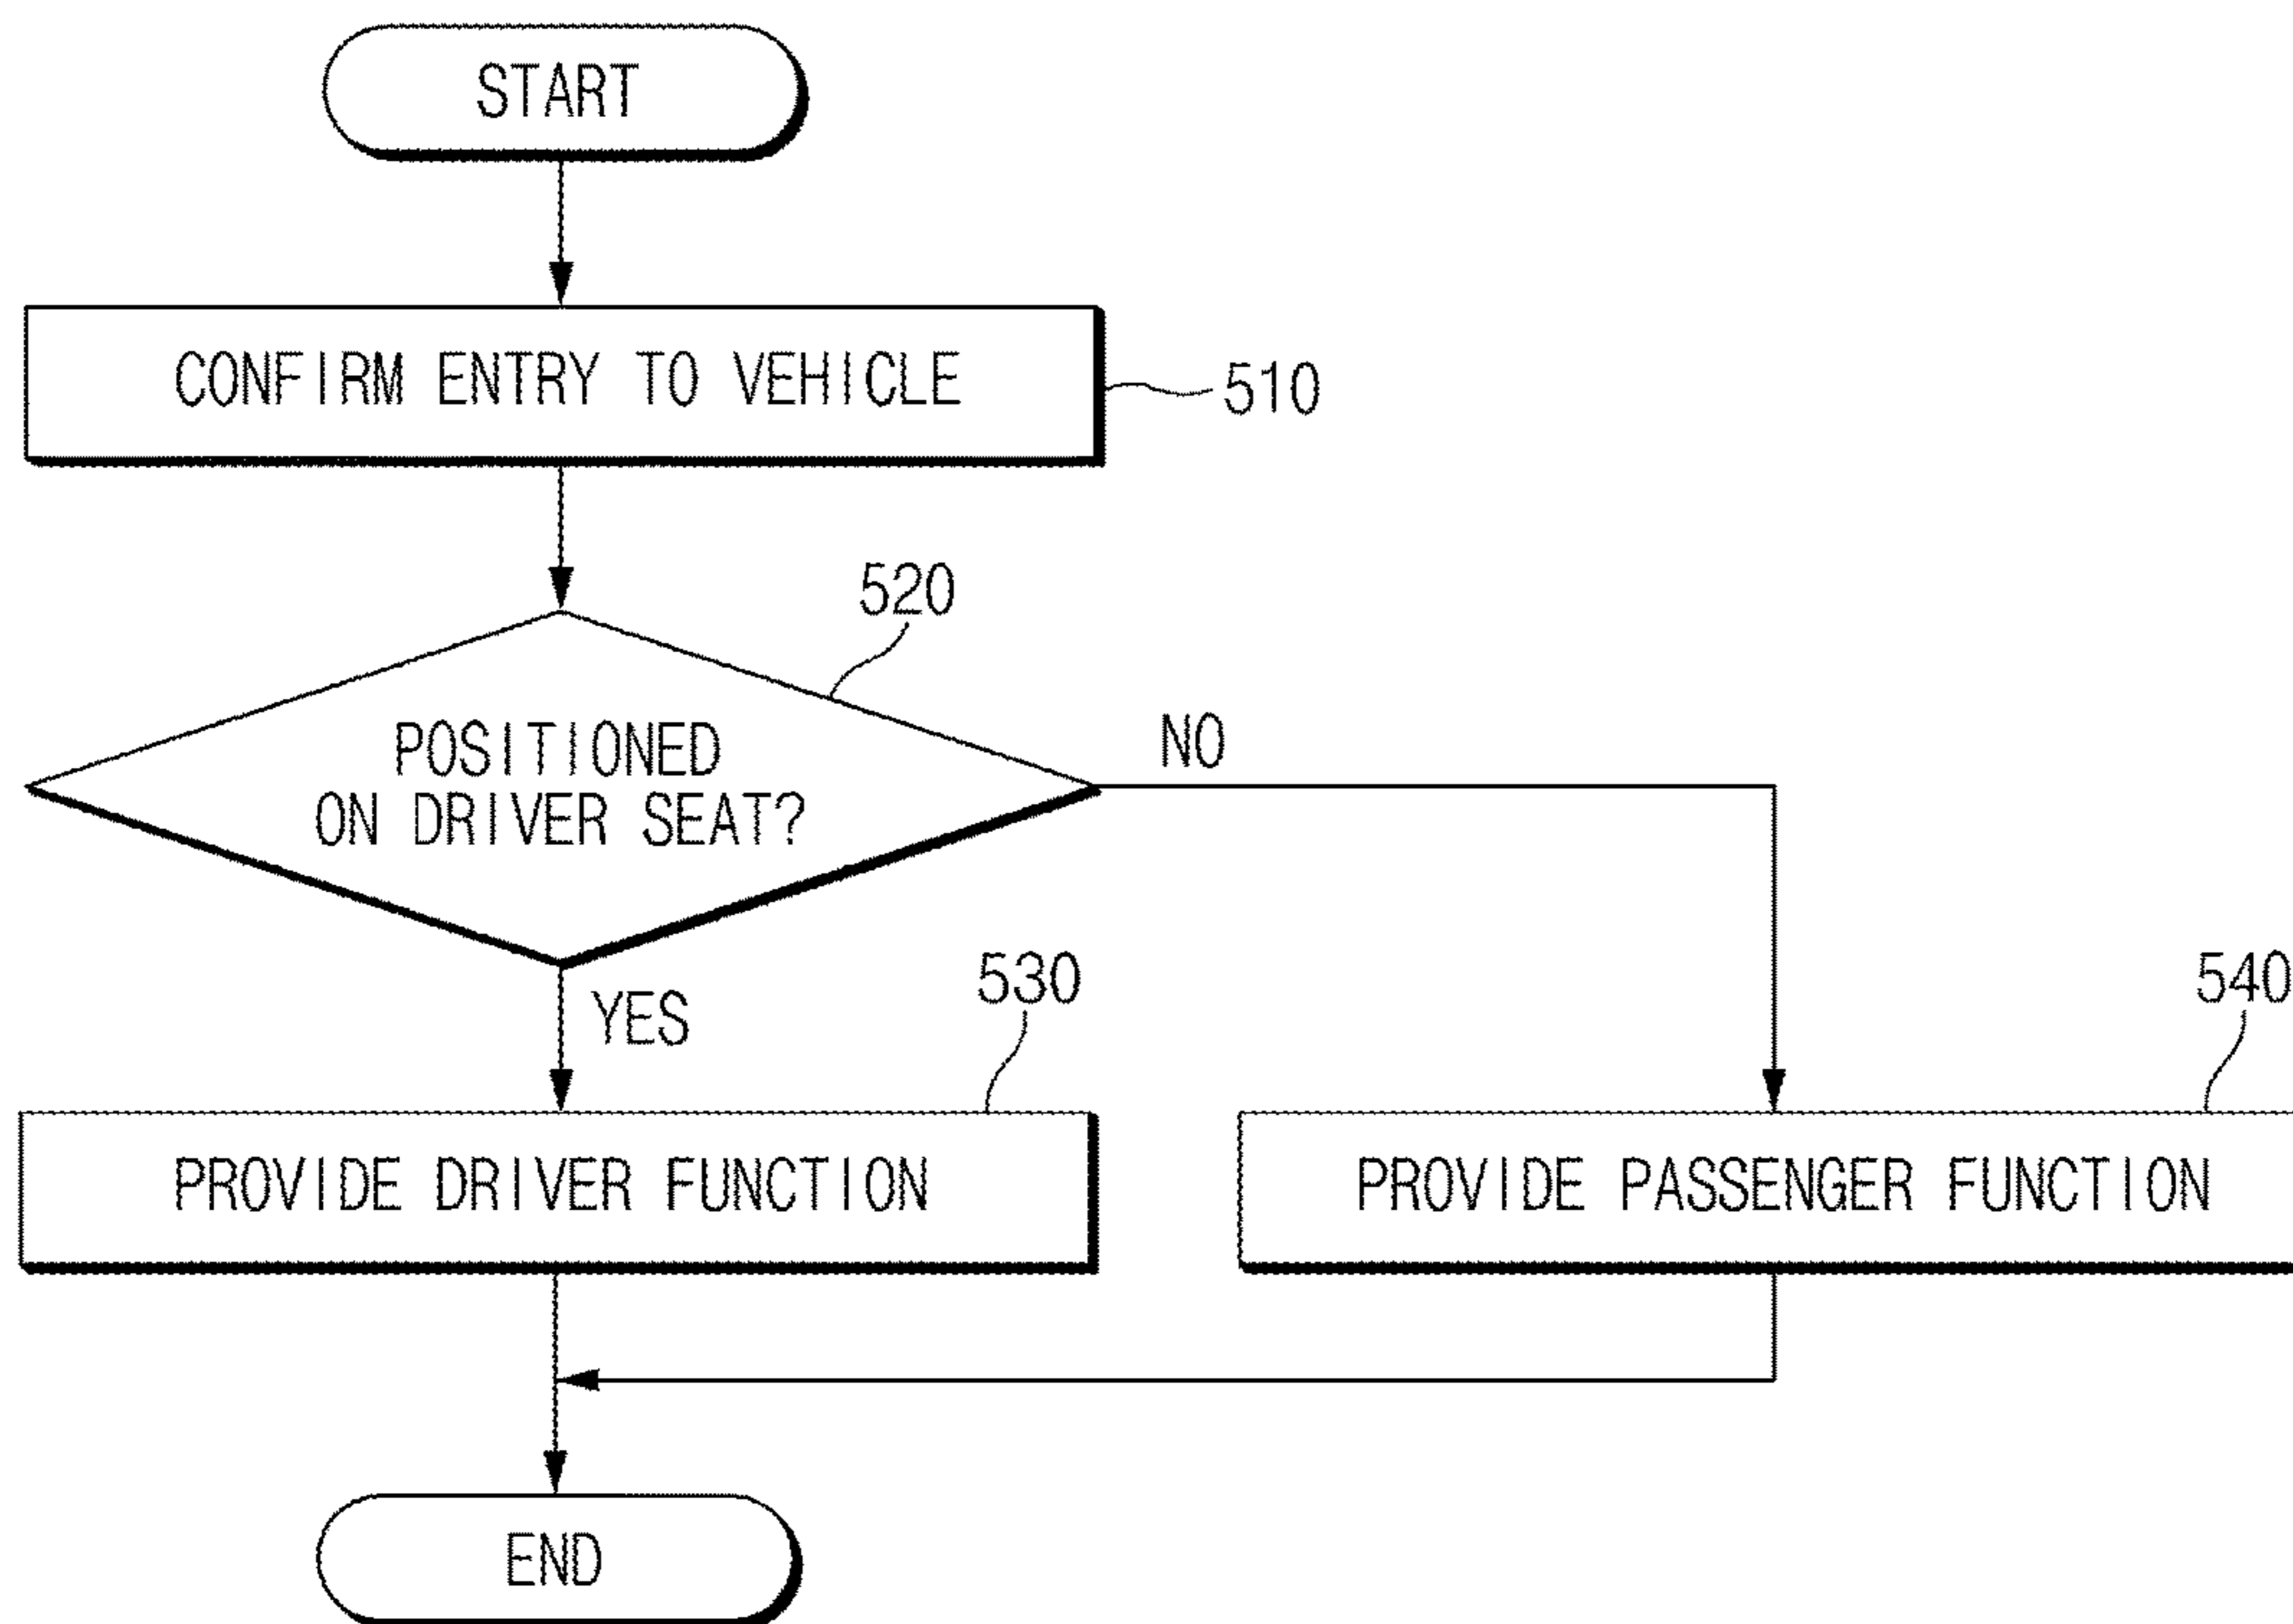 START
CONFIRM ENTRY TO VEHICLE
510
520
POSITIONED
ON DRIVER SEAT?
NO
YES
530
540
PROVIDE DRIVER FUNCTION
PROVIDE PASSENGER FUNCTION
END